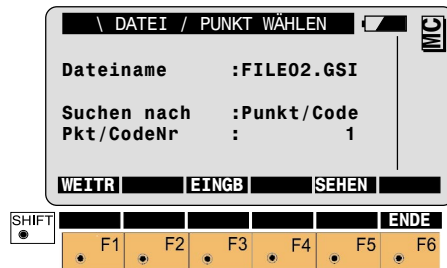 \ DATEI / PUNKT WÄHLEN
MC
Dateiname :FILE02.GSI
Suchen nach :Punkt/Code
Pkt/CodeNr : 1
WEITR EINGB SEHEN
SHIFT ENDE
F1 F2 F3 F4 F5 F6